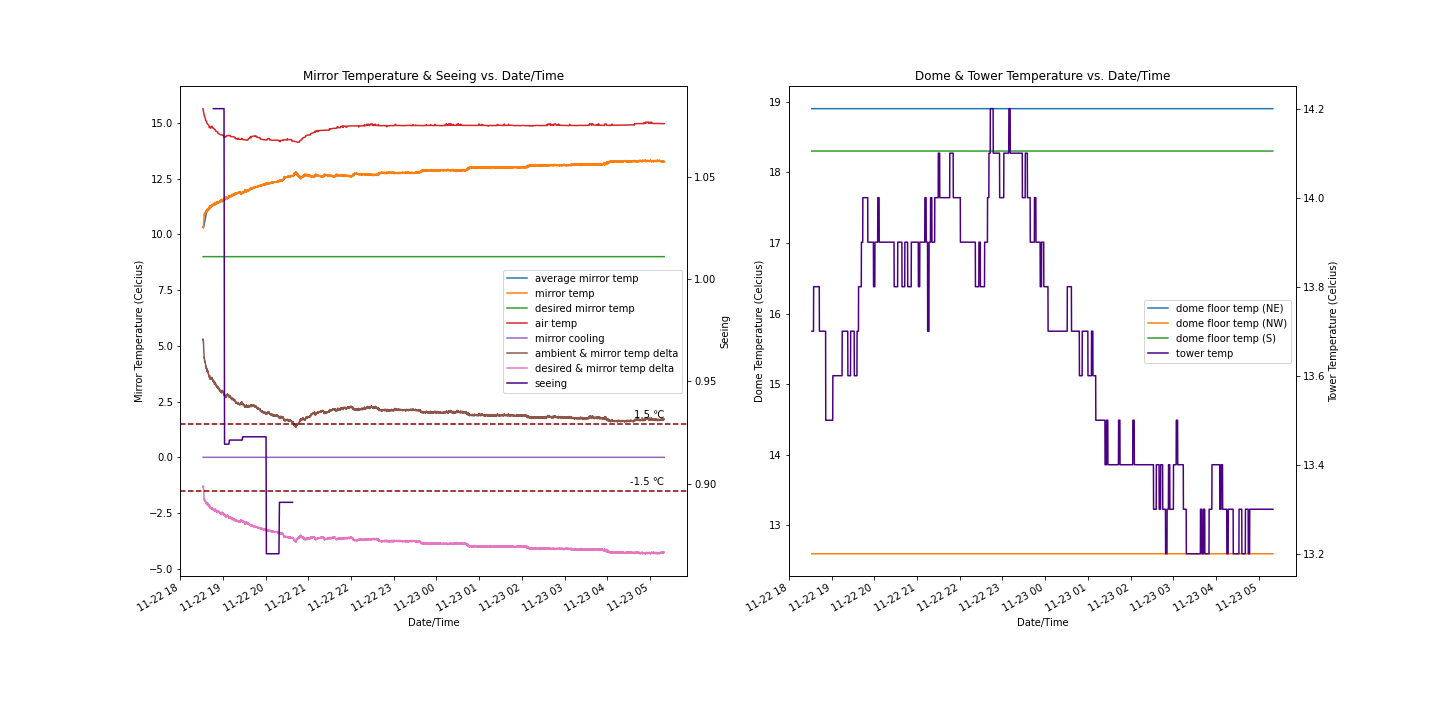 Mirror Temperature & Seeing vs. Date/Time
Mirror Temperature (Celcius)
15.0
12.5
10.0
7.5
5.0
2.5
0.0
−2.5
−5.0
average mirror temp
mirror temp
desired mirror temp
air temp
mirror cooling
ambient & mirror temp delta
desired & mirror temp delta
seeing
1.5 °C
-1.5 °C
1.05
1.00
0.95
0.90
Seeing
11-22 18
11-22 19
11-22 20
11-22 21
11-22 22
11-22 23
11-23 00
11-23 01
11-23 02
11-23 03
11-23 04
11-23 05
Date/Time
Dome & Tower Temperature vs. Date/Time
Dome Temperature (Celcius)
19
18
17
16
15
14
13
dome floor temp (NE)
dome floor temp (NW)
dome floor temp (S)
tower temp
14.2
14.0
13.8
13.6
13.4
13.2
Tower Temperature (Celcius)
11-22 18
11-22 19
11-22 20
11-22 21
11-22 22
11-22 23
11-23 00
11-23 01
11-23 02
11-23 03
11-23 04
11-23 05
Date/Time